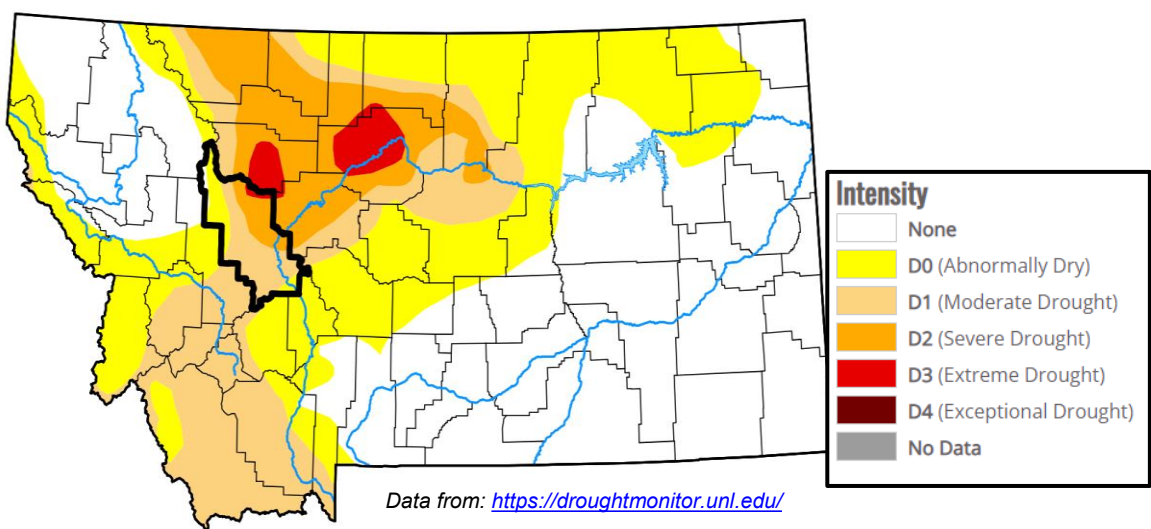 Intensity
None
D0 (Abnormally Dry)
D1 (Moderate Drought)
D2 (Severe Drought)
D3 (Extreme Drought)
D4 (Exceptional Drought)
No Data
Data from: https://droughtmonitor.unl.edu/